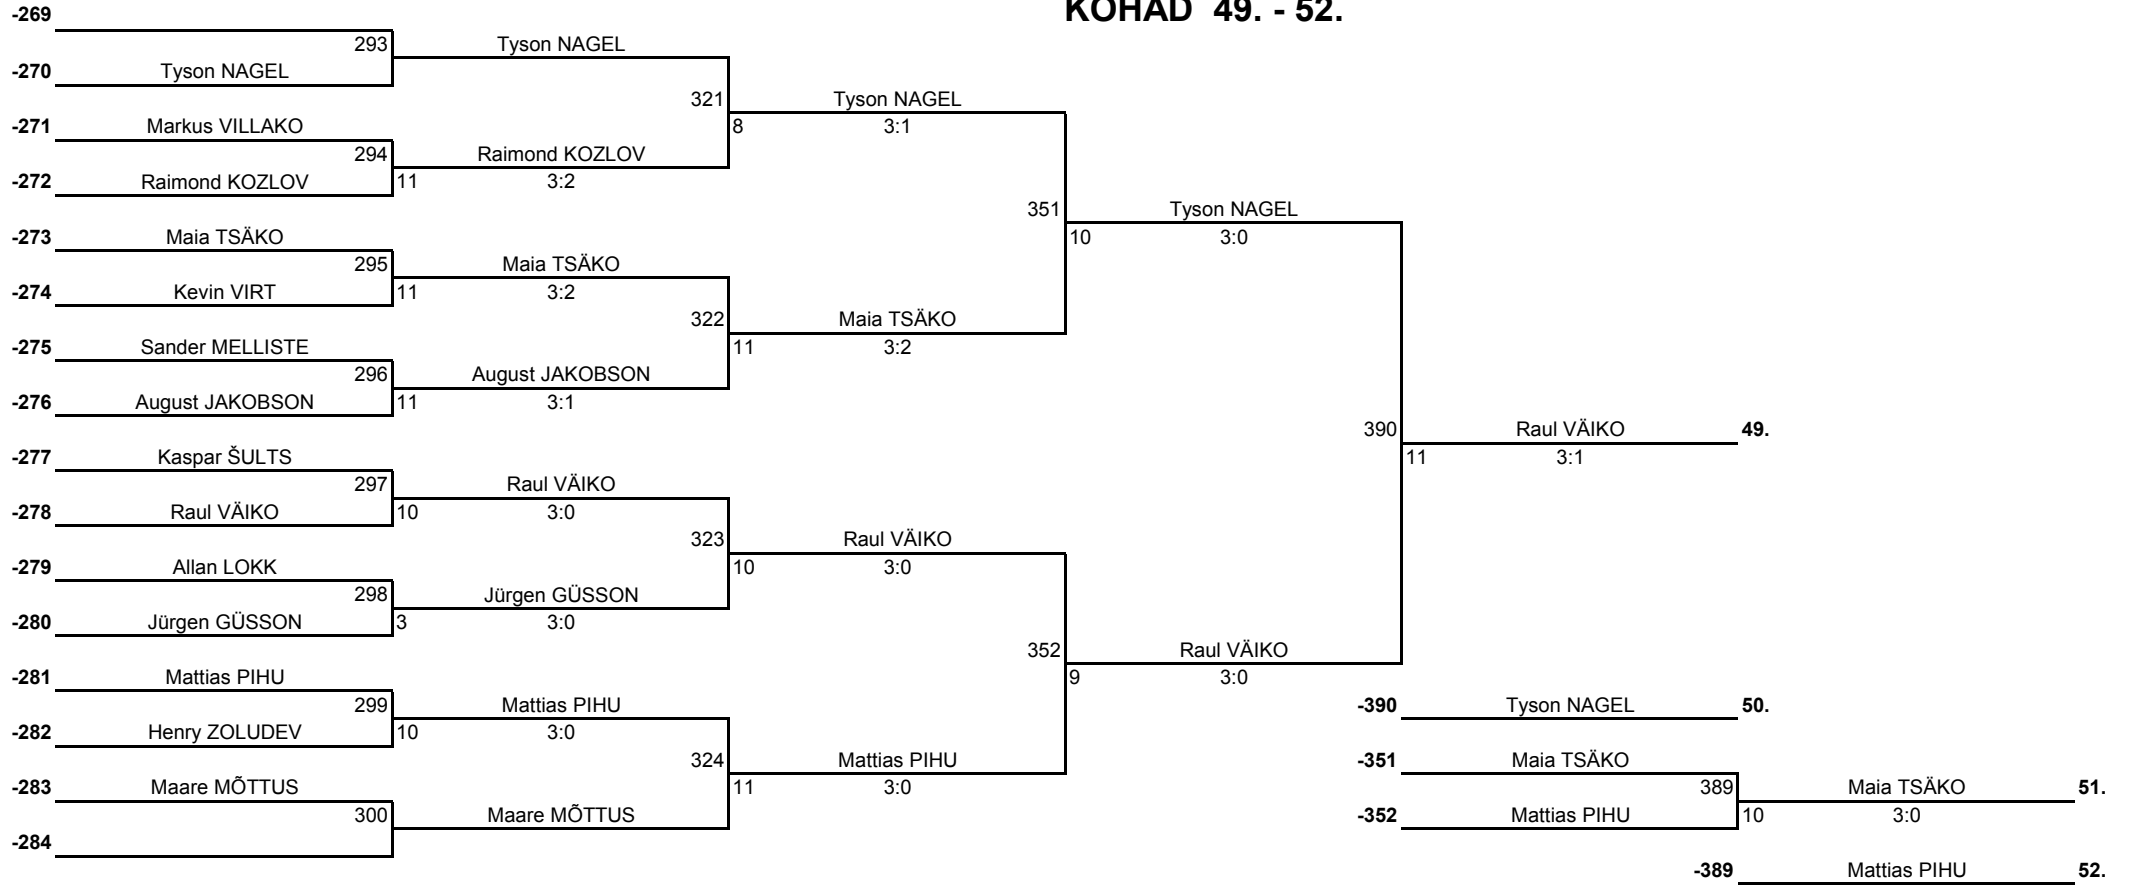 KOHAD 49. - 52.
-269
293 Tyson NAGEL
-270 Tyson NAGEL
321 Tyson NAGEL
-271 Markus VILLAKO 8 3:1
294 Raimond KOZLOV
-272 Raimond KOZLOV 11 3:2
351 Tyson NAGEL
-273 Maia TSÄKO 10 3:0
295 Maia TSÄKO
-274 Kevin VIRT 11 3:2
322 Maia TSÄKO
-275 Sander MELLISTE 11 3:2
296 August JAKOBSON
-276 August JAKOBSON 11 3:1
390 Raul VÄIKO 49.
-277 Kaspar ŠULTS 11 3:1
297 Raul VÄIKO
-278 Raul VÄIKO 10 3:0
323 Raul VÄIKO
-279 Allan LOKK 10 3:0
298 Jürgen GÜSSON
-280 Jürgen GÜSSON 3 3:0
352 Raul VÄIKO
-281 Mattias PIHU 9 3:0
299 Mattias PIHU -390 Tyson NAGEL 50.
-282 Henry ZOLUDEV 10 3:0
324 Mattias PIHU -351 Maia TSÄKO
-283 Maare MÕTTUS 11 3:0 389 Maia TSÄKO 51.
300 Maare MÕTTUS -352 Mattias PIHU 10 3:0
-284
-389 Mattias PIHU 52.